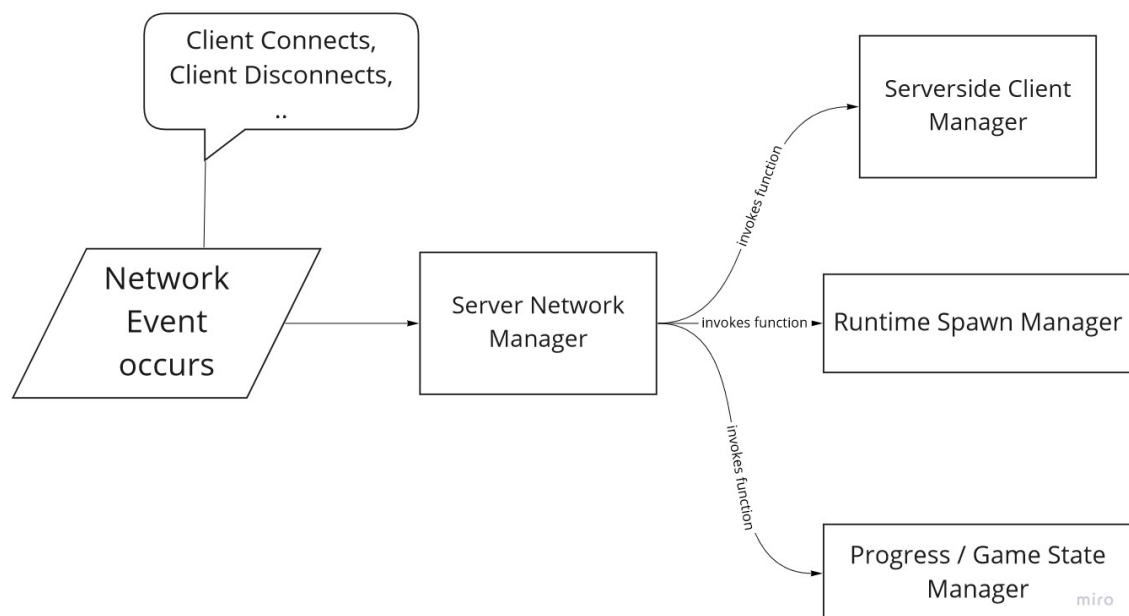 Client Connects,
Client Disconnects,
..
Network
Event
occurs
Server Network
Manager
invokes function
Serverside Client
Manager
invokes function
Runtime Spawn Manager
invokes function
Progress / Game State
Manager
miro